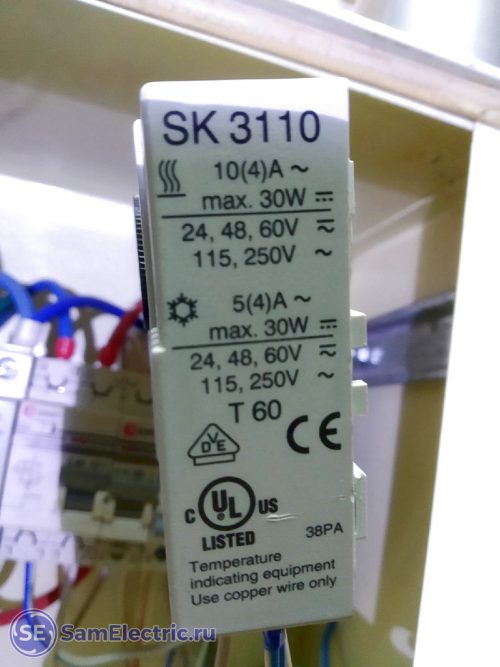 SK 3110
10(4)A ~
max. 30W ⎓
24, 48, 60V ≂
115, 250V ~
5(4)A ~
max. 30W ⎓
24, 48, 60V ≂
115, 250V ~
T 60
VDE
CE
C UL US
LISTED
38PA
Temperature
indicating equipment
Use copper wire only
SE SamElectric.ru